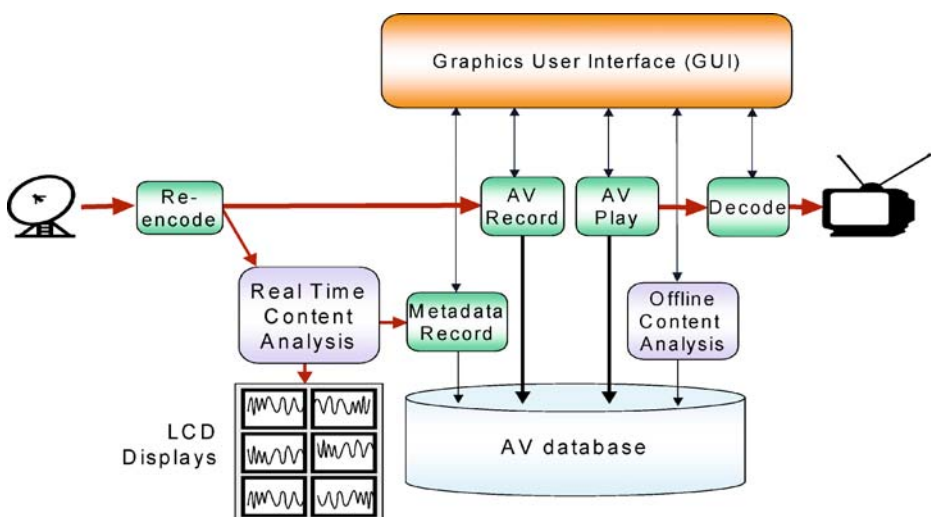 Graphics User Interface (GUI)
Re-
encode
AV
Record
AV
Play
Decode
Real Time
Content
Analysis
Metadata
Record
Offline
Content
Analysis
LCD
Displays
AV database